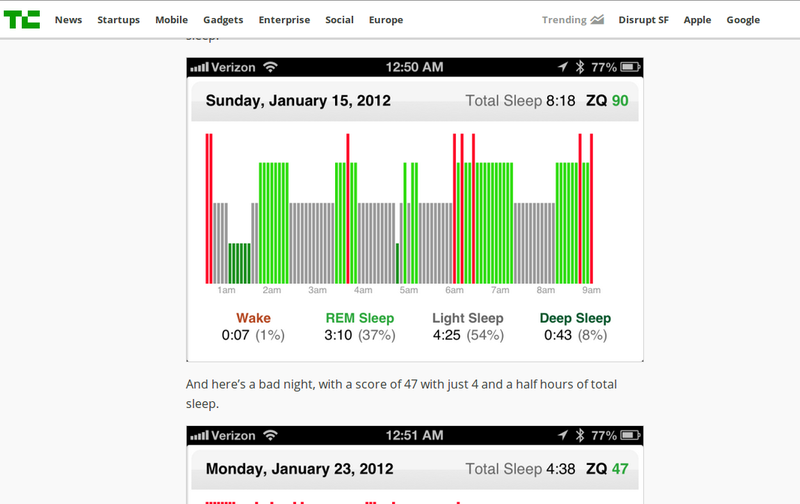 TC News Startups Mobile Gadgets Enterprise Social Europe Trending Disrupt SF Apple Google
sleep.
Verizon 12:50 AM 77%
Sunday, January 15, 2012 Total Sleep 8:18 ZQ 90
1am 2am 3am 4am 5am 6am 7am 8am 9am
Wake REM Sleep Light Sleep Deep Sleep
0:07 (1%) 3:10 (37%) 4:25 (54%) 0:43 (8%)
And here's a bad night, with a score of 47 with just 4 and a half hours of total
sleep.
Verizon 12:51 AM 77%
Monday, January 23, 2012 Total Sleep 4:38 ZQ 47